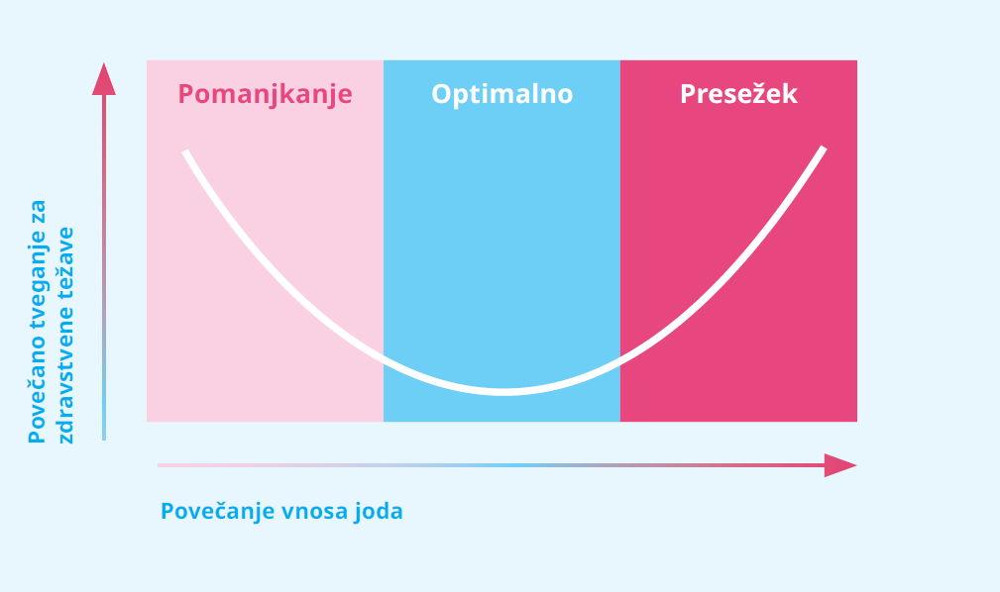 Pomanjkanje
Optimalno
Presežek
Povečano tveganje za
zdravstvene težave
Povečanje vnosa joda